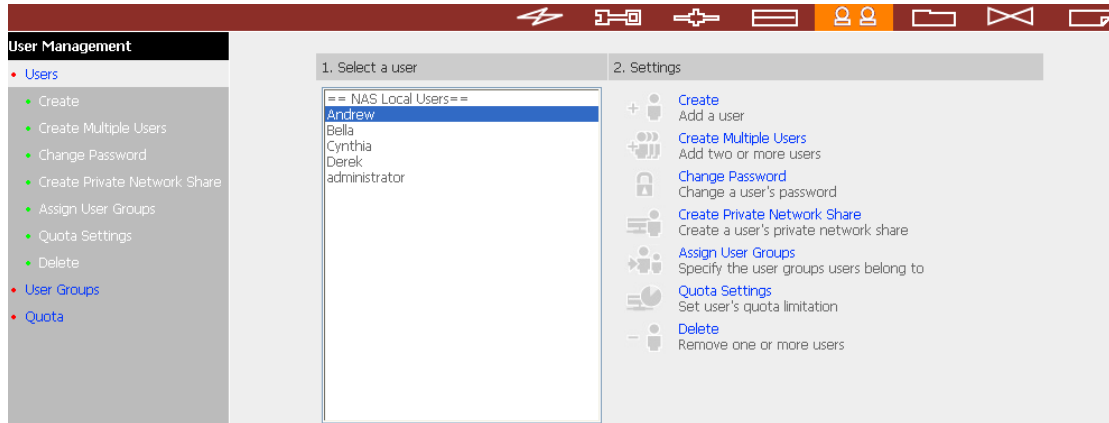 User Management
Users
Create
Create Multiple Users
Change Password
Create Private Network Share
Assign User Groups
Quota Settings
Delete
User Groups
Quota
1. Select a user
== NAS Local Users==
Andrew
Bella
Cynthia
Derek
administrator
2. Settings
Create
Add a user
Create Multiple Users
Add two or more users
Change Password
Change a user's password
Create Private Network Share
Create a user's private network share
Assign User Groups
Specify the user groups users belong to
Quota Settings
Set user's quota limitation
Delete
Remove one or more users